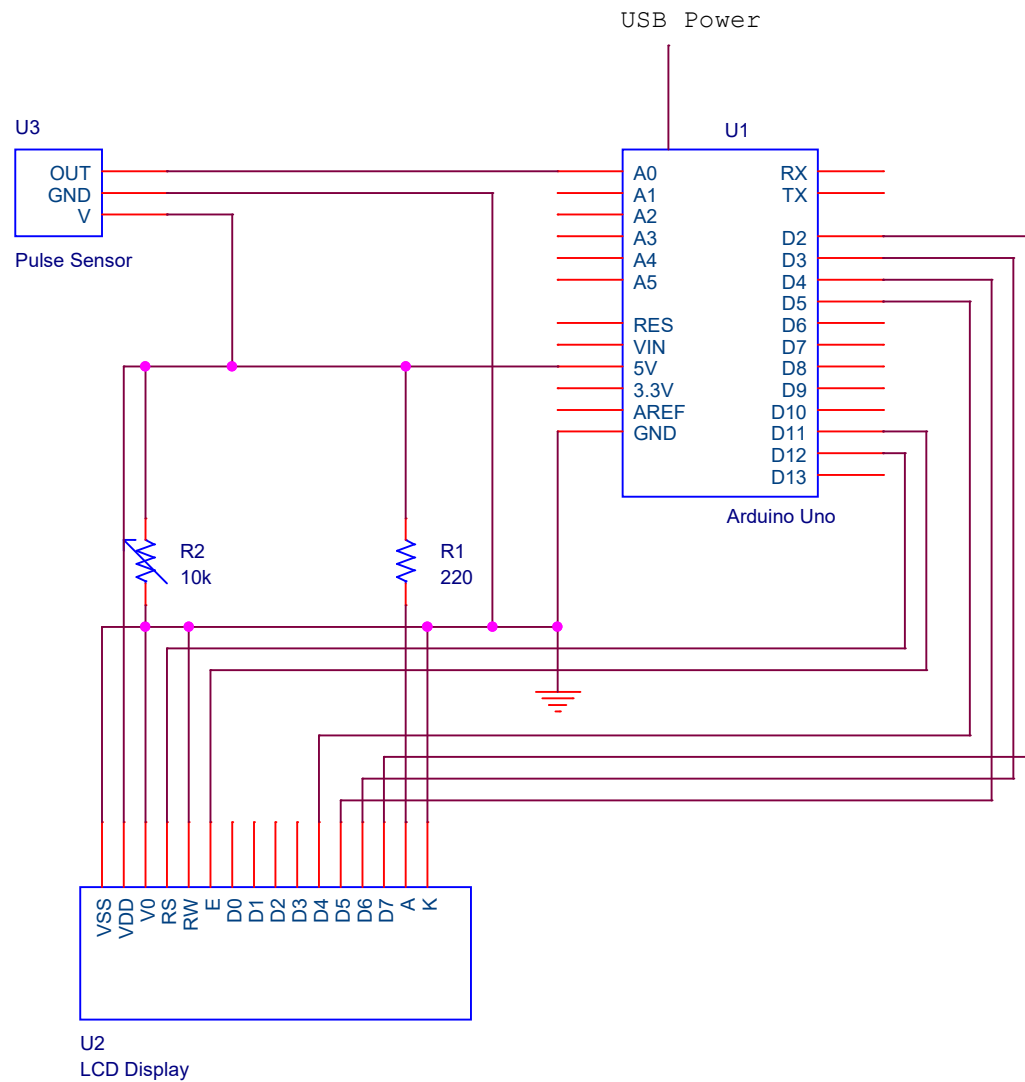 USB Power
U3
U1
OUT
GND
V
Pulse Sensor
A0
A1
A2
A3
A4
A5
RES
VIN
5V
3.3V
AREF
GND
RX
TX
D2
D3
D4
D5
D6
D7
D8
D9
D10
D11
D12
D13
Arduino Uno
R2
10k
R1
220
VSS
VDD
V0
RS
RW
E
D0
D1
D2
D3
D4
D5
D6
D7
A
K
U2
LCD Display